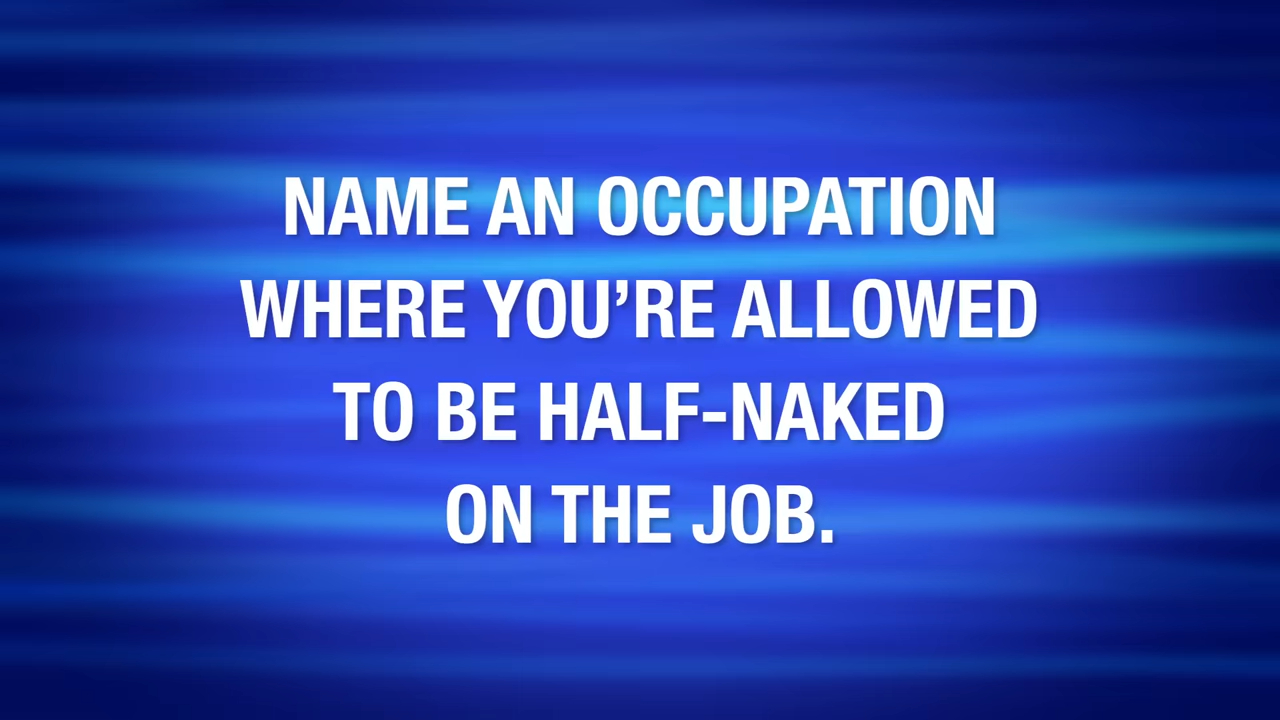 NAME AN OCCUPATION
WHERE YOU’RE ALLOWED
TO BE HALF-NAKED
ON THE JOB.